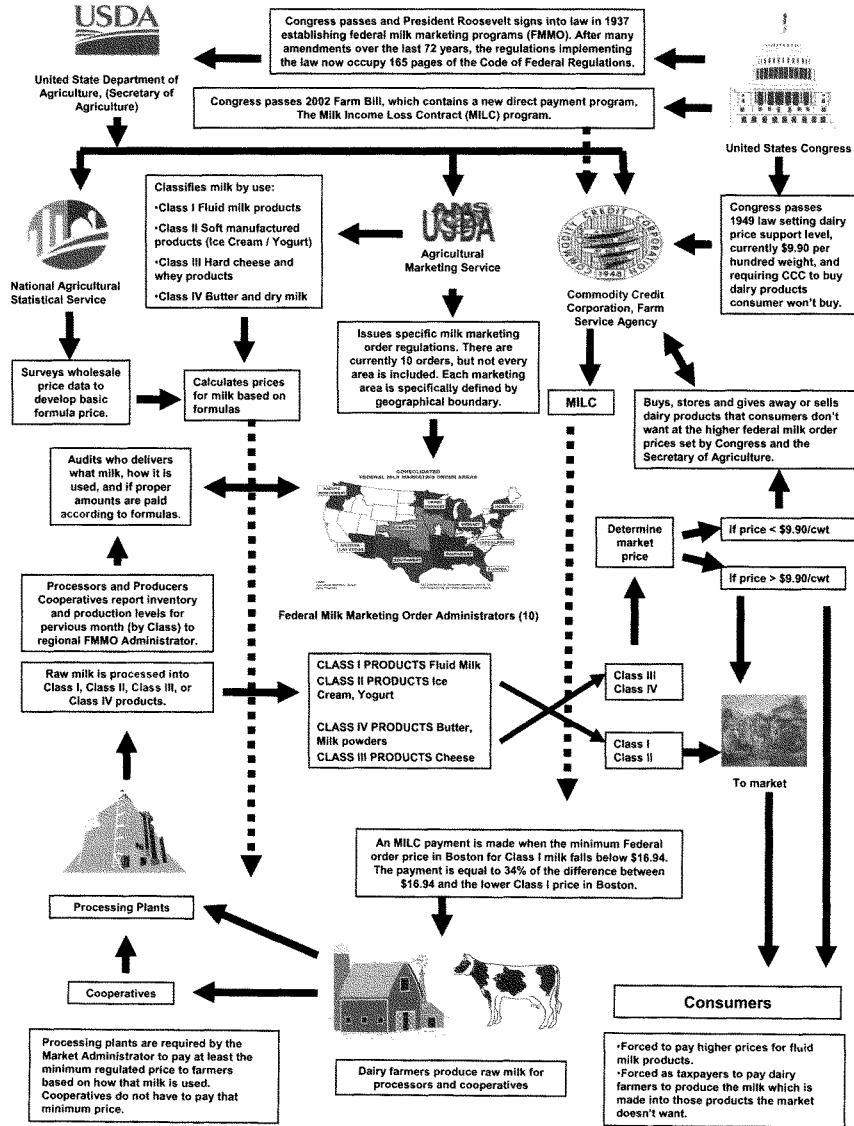 USDA
Congress passes and President Roosevelt signs into law in 1937
establishing federal milk marketing programs (FMMO). After many
amendments over the last 72 years, the regulations implementing
the law now occupy 165 pages of the Code of Federal Regulations.
United State Department of
Agriculture, (Secretary of
Agriculture)
Congress passes 2002 Farm Bill, which contains a new direct payment program,
The Milk Income Loss Contract (MILC) program.
United States Congress
Classifies milk by use:
•Class I Fluid milk products
•Class II Soft manufactured
products (Ice Cream / Yogurt)
•Class III Hard cheese and
whey products
•Class IV Butter and dry milk
National Agricultural
Statistical Service
AMS
USDA
Agricultural
Marketing Service
COMMODITY CREDIT CORPORATION
Commodity Credit
Corporation, Farm
Service Agency
Congress passes
1949 law setting dairy
price support level,
currently $9.90 per
hundred weight, and
requiring CCC to buy
dairy products
consumer won't buy.
Surveys wholesale
price data to
develop basic
formula price.
Calculates prices
for milk based on
formulas
Issues specific milk marketing
order regulations. There are
currently 10 orders, but not every
area is included. Each marketing
area is specifically defined by
geographical boundary.
MILC
Buys, stores and gives away or sells
dairy products that consumers don't
want at the higher federal milk order
prices set by Congress and the
Secretary of Agriculture.
Audits who delivers
what milk, how it is
used, and if proper
amounts are paid
according to formulas.
CONSOLIDATED
FEDERAL MILK MARKETING ORDER AREAS
Federal Milk Marketing Order Administrators (10)
Determine
market
price
If price < $9.90/cwt
If price > $9.90/cwt
Processors and Producers
Cooperatives report inventory
and production levels for
pervious month (by Class) to
regional FMMO Administrator.
Raw milk is processed into
Class I, Class II, Class III, or
Class IV products.
CLASS I PRODUCTS Fluid Milk
CLASS II PRODUCTS Ice
Cream, Yogurt
CLASS IV PRODUCTS Butter,
Milk powders
CLASS III PRODUCTS Cheese
Class III
Class IV
Class I
Class II
To market
An MILC payment is made when the minimum Federal
order price in Boston for Class I milk falls below $16.94.
The payment is equal to 34% of the difference between
$16.94 and the lower Class I price in Boston.
Processing Plants
Cooperatives
Processing plants are required by the
Market Administrator to pay at least the
minimum regulated price to farmers
based on how that milk is used.
Cooperatives do not have to pay that
minimum price.
Dairy farmers produce raw milk for
processors and cooperatives
Consumers
•Forced to pay higher prices for fluid
milk products.
•Forced as taxpayers to pay dairy
farmers to produce the milk which is
made into those products the market
doesn't want.